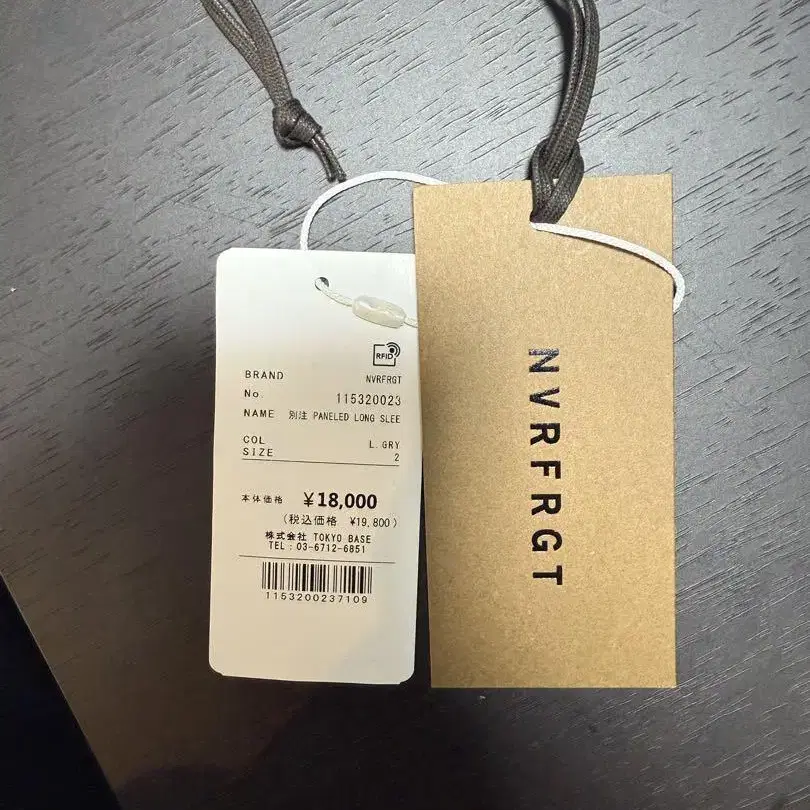 RFID
BRAND NVRFRGT
No. 115320023
NAME 別注 PANELED LONG SLEE
COL L.GRY
SIZE 2
本体価格 ¥18,000
(税込価格 ¥19,800)
株式会社 TOKYO BASE
TEL:03-6712-6851
1153200237109
NVRFRGT